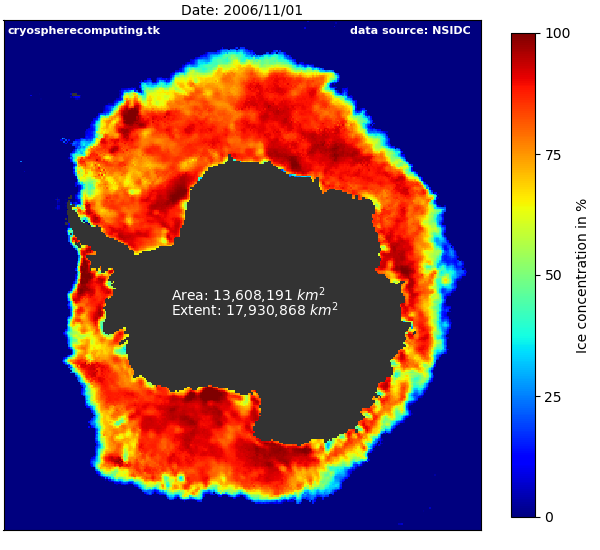 Date: 2006/11/01
cryospherecomputing.tk
data source: NSIDC
Area: 13,608,191 km²
Extent: 17,930,868 km²
100
75
50
25
0
Ice concentration in %